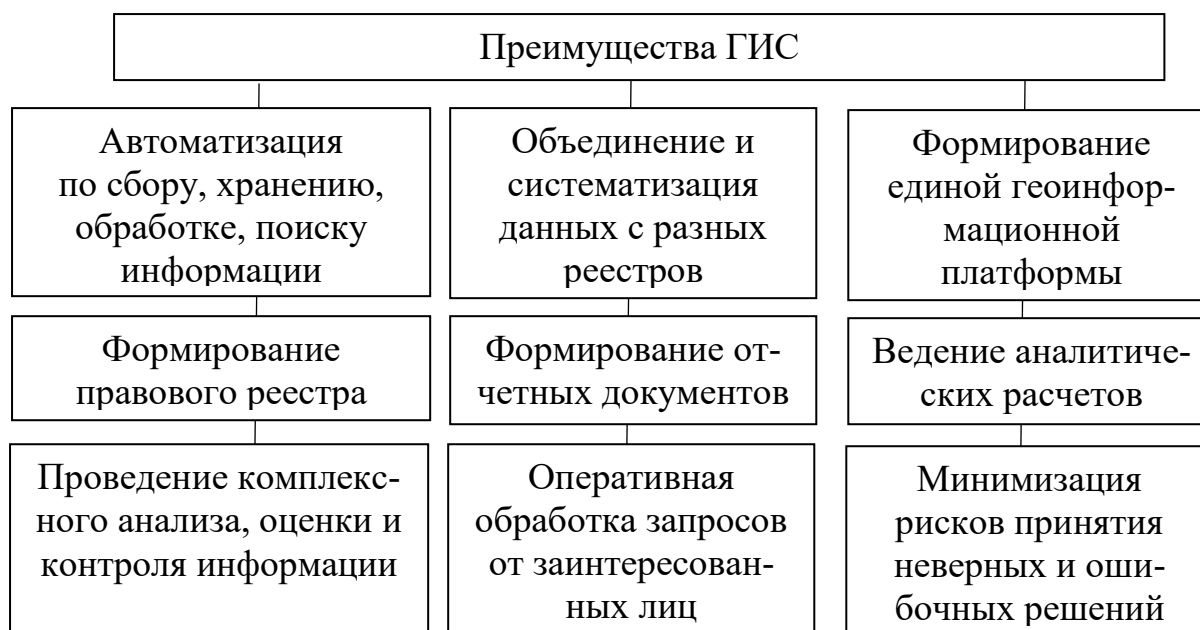 Преимущества ГИС
Автоматизация
по сбору, хранению,
обработке, поиску
информации
Объединение и
систематизация
данных с разных
реестров
Формирование
единой геоинфор-
мационной
платформы
Формирование
правового реестра
Формирование от-
четных документов
Ведение аналитиче-
ских расчетов
Проведение комплекс-
ного анализа, оценки и
контроля информации
Оперативная
обработка запросов
от заинтересован-
ных лиц
Минимизация
рисков принятия
неверных и оши-
бочных решений